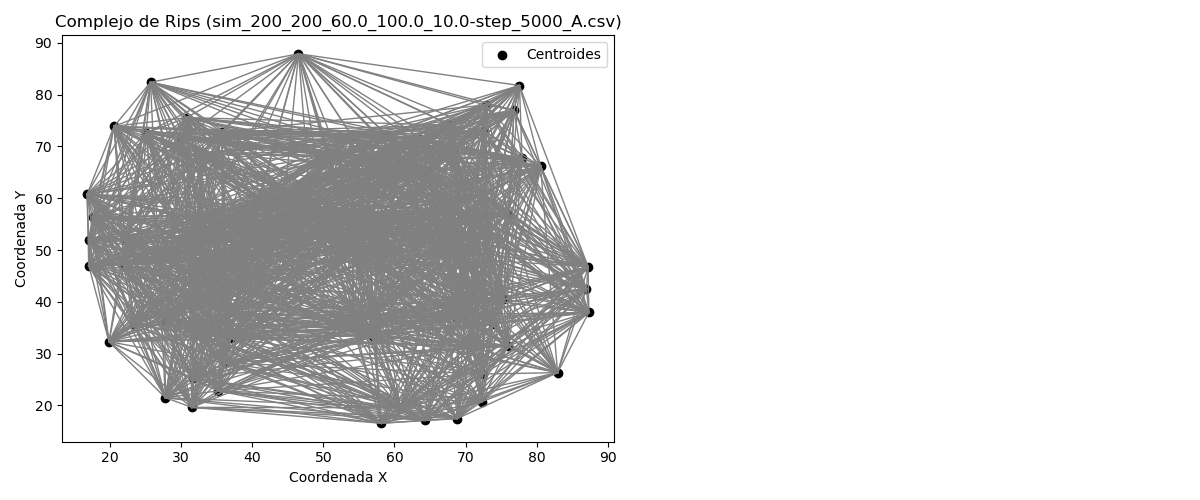 Complejo de Rips (sim_200_200_60.0_100.0_10.0-step_5000_A.csv)
Centroides
90
80
70
60
50
40
30
20
Coordenada Y
20 30 40 50 60 70 80 90
Coordenada X